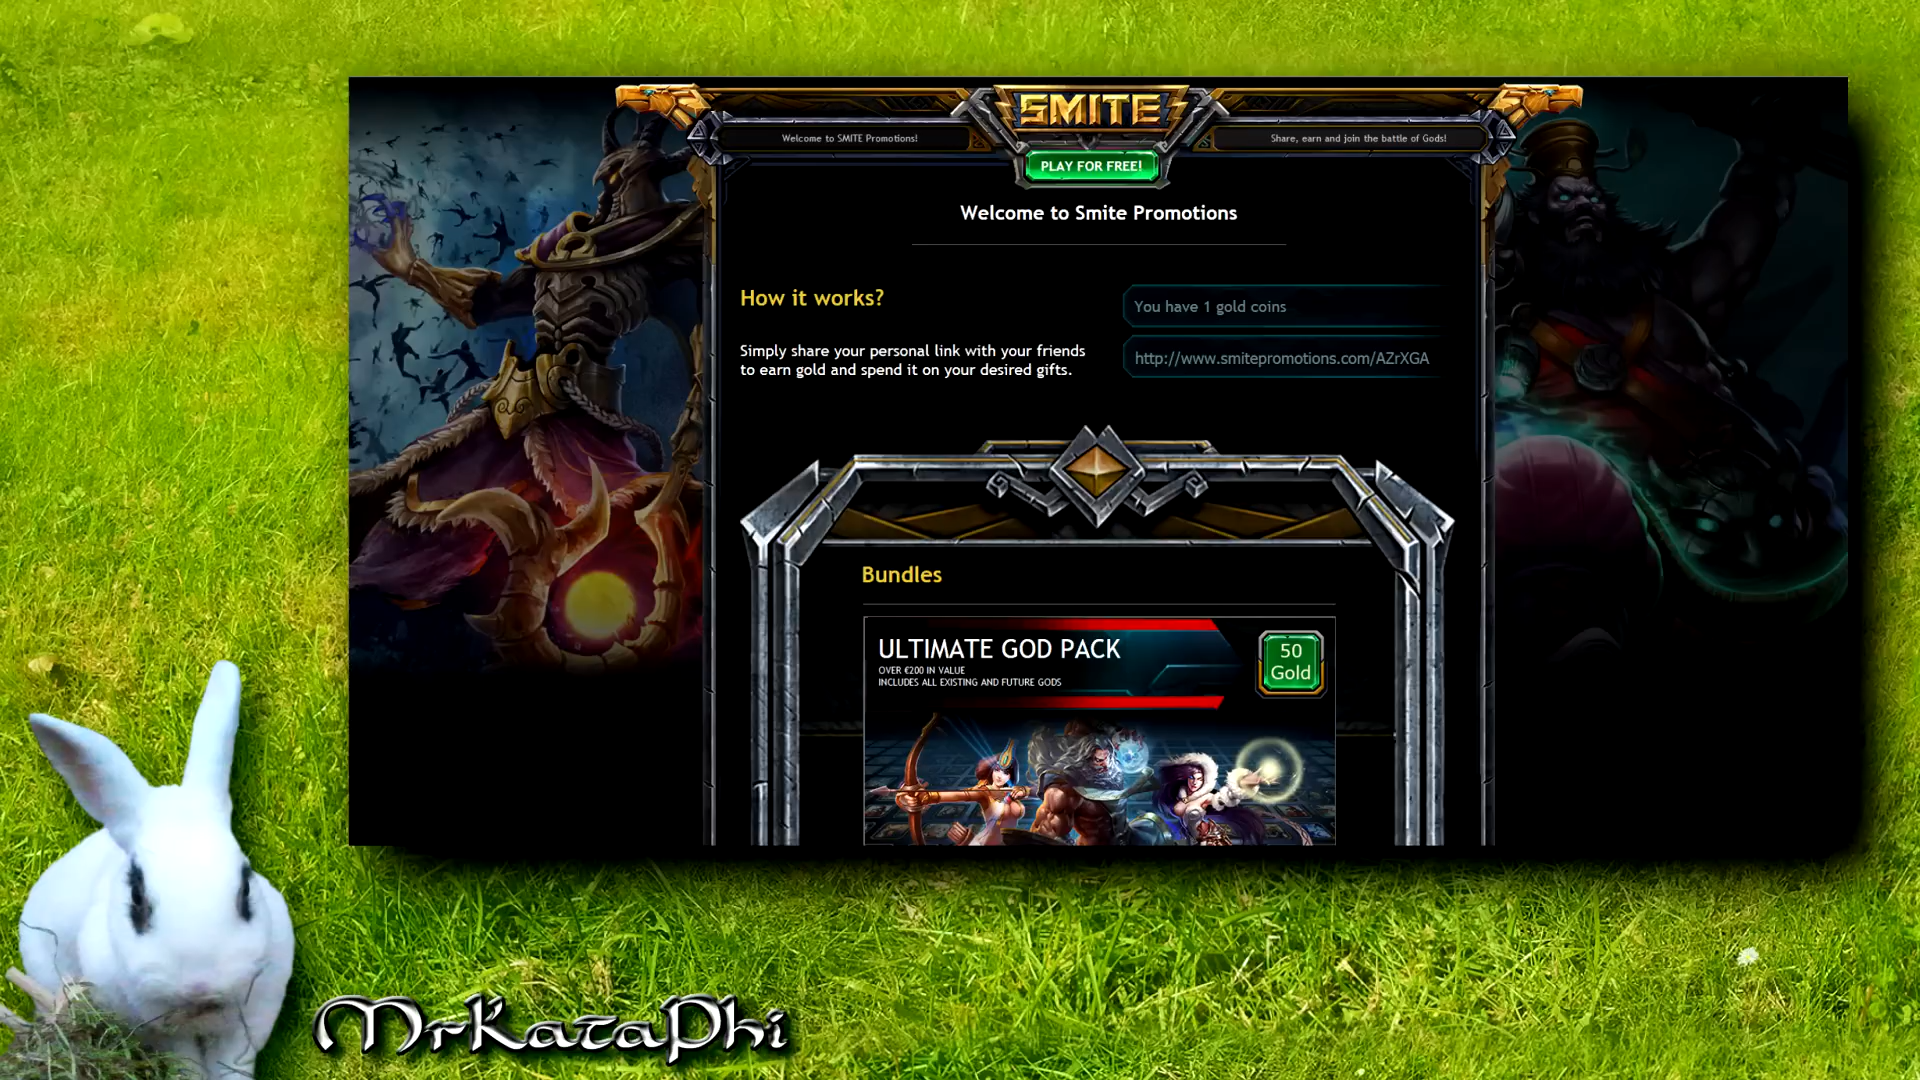 SMITE
Welcome to SMITE Promotions!
Share, earn and join the battle of Gods!
PLAY FOR FREE!
Welcome to Smite Promotions
How it works?
Simply share your personal link with your friends
to earn gold and spend it on your desired gifts.
You have 1 gold coins
http://www.smitepromotions.com/AZrXGA
Bundles
ULTIMATE GOD PACK
OVER €200 IN VALUE
INCLUDES ALL EXISTING AND FUTURE GODS
50
Gold
MrKataPhi